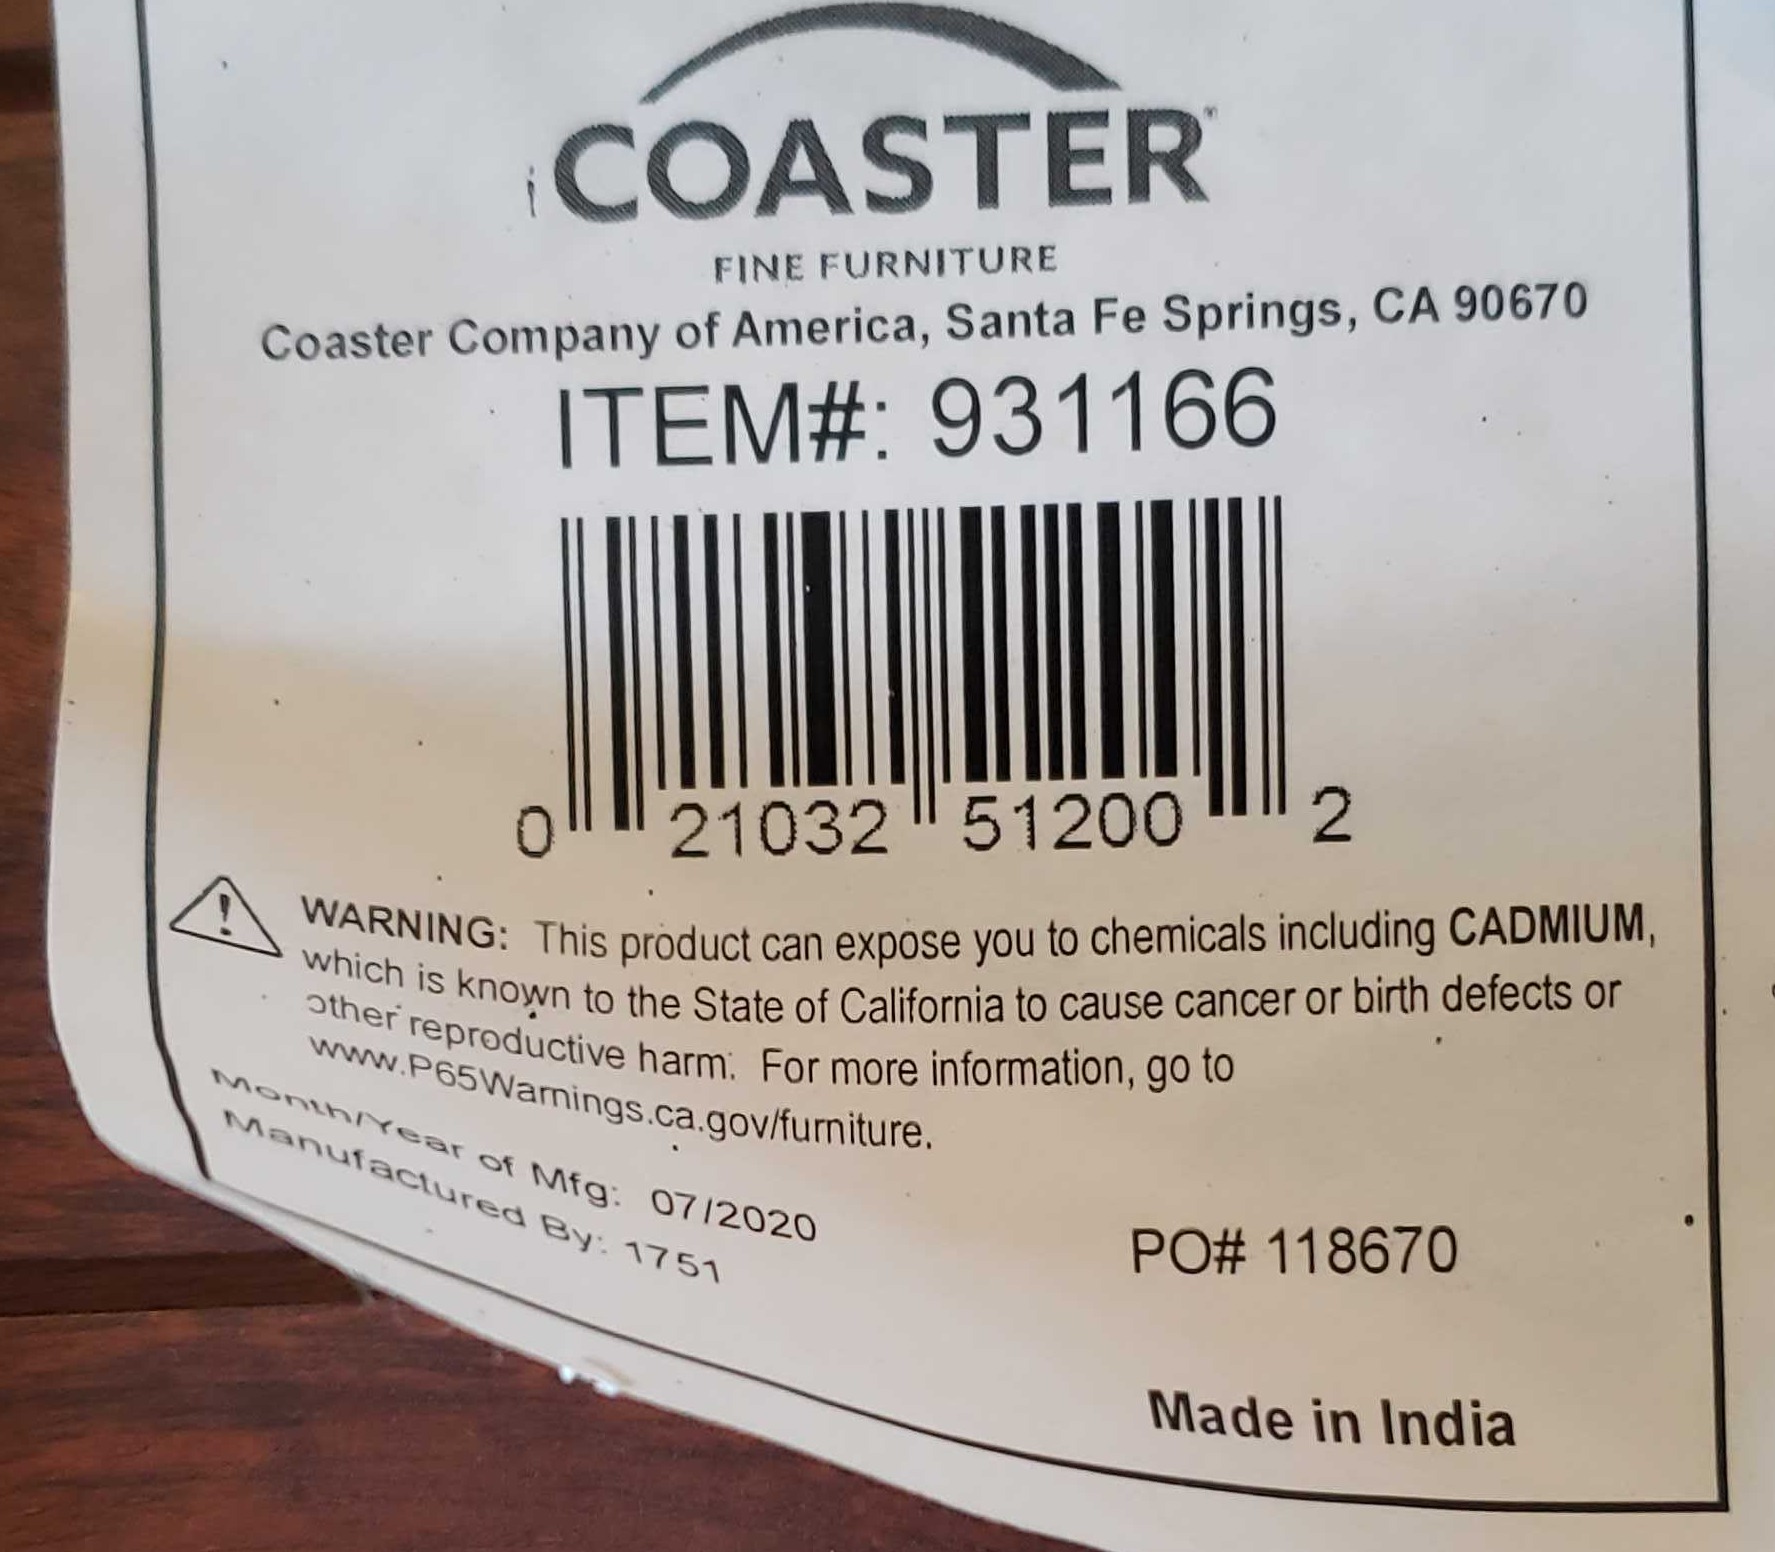 COASTER
FINE FURNITURE
Coaster Company of America, Santa Fe Springs, CA 90670
ITEM#: 931166
0 21032 51200 2
WARNING: This product can expose you to chemicals including CADMIUM,
which is known to the State of California to cause cancer or birth defects or
other reproductive harm. For more information, go to
www.P65Warnings.ca.gov/furniture.
Month/Year of Mfg: 07/2020
Manufactured By: 1751
PO# 118670
Made in India